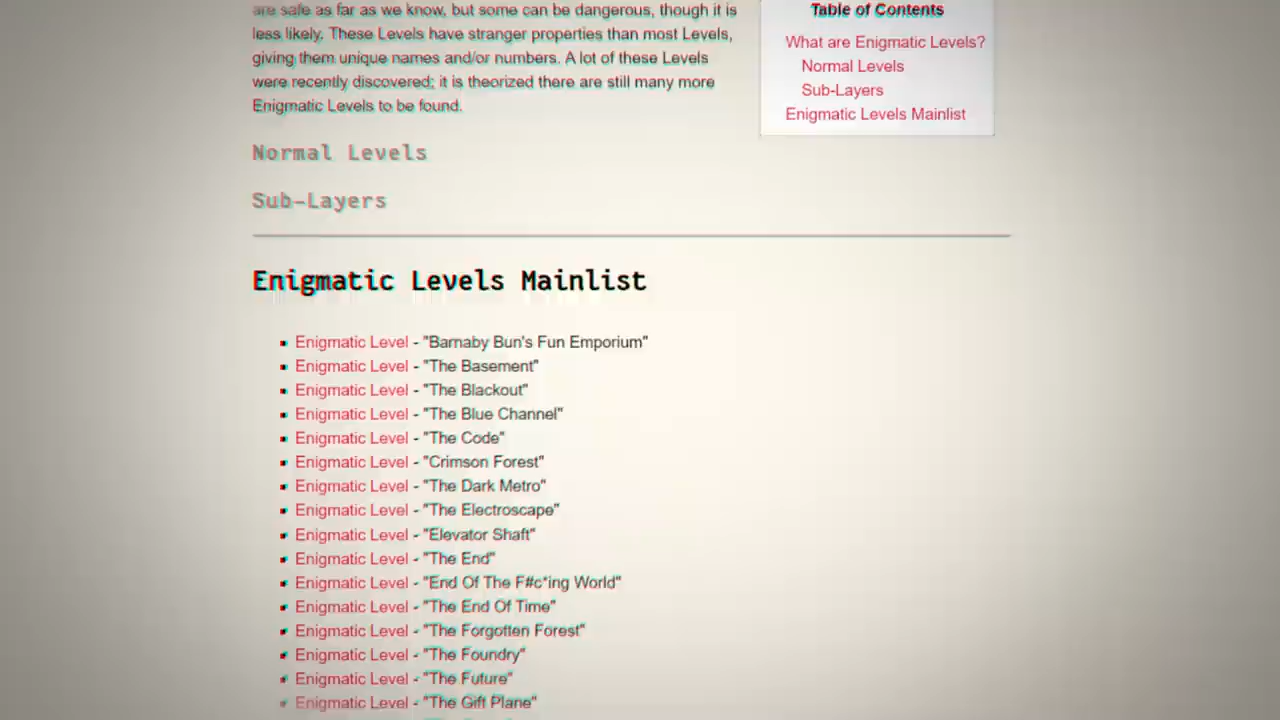 are safe as far as we know, but some can be dangerous, though it is
less likely. These Levels have stranger properties than most Levels,
giving them unique names and/or numbers. A lot of these Levels
were recently discovered; it is theorized there are still many more
Enigmatic Levels to be found.
Table of Contents
What are Enigmatic Levels?
Normal Levels
Sub-Layers
Enigmatic Levels Mainlist
Normal Levels
Sub-Layers
Enigmatic Levels Mainlist
Enigmatic Level - "Barnaby Bun's Fun Emporium"
Enigmatic Level - "The Basement"
Enigmatic Level - "The Blackout"
Enigmatic Level - "The Blue Channel"
Enigmatic Level - "The Code"
Enigmatic Level - "Crimson Forest"
Enigmatic Level - "The Dark Metro"
Enigmatic Level - "The Electroscape"
Enigmatic Level - "Elevator Shaft"
Enigmatic Level - "The End"
Enigmatic Level - "End Of The F#c*ing World"
Enigmatic Level - "The End Of Time"
Enigmatic Level - "The Forgotten Forest"
Enigmatic Level - "The Foundry"
Enigmatic Level - "The Future"
Enigmatic Level - "The Gift Plane"